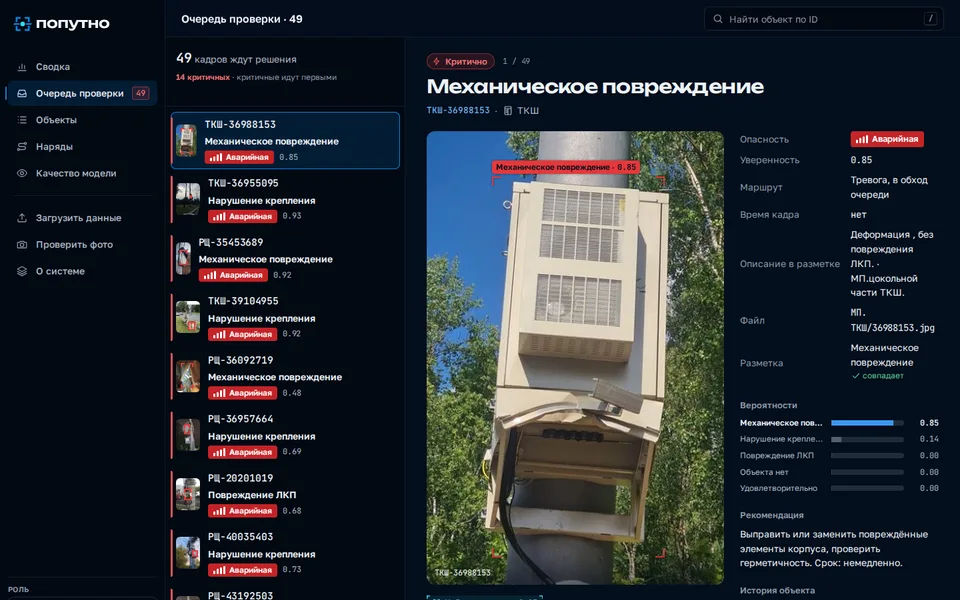 ПОПУТНО
Сводка
Очередь проверки 49
Объекты
Наряды
Качество модели
Загрузить данные
Проверить фото
О системе
РОЛЬ
Очередь проверки · 49
Найти объект по ID /
49 кадров ждут решения
14 критичных · критичные идут первыми
ТКШ-36988153
Механическое повреждение
Аварийная 0.85
ТКШ-36955095
Нарушение крепления
Аварийная 0.93
РЩ-35453689
Механическое повреждение
Аварийная 0.92
ТКШ-39104955
Нарушение крепления
Аварийная 0.92
РЩ-36092719
Механическое повреждение
Аварийная 0.48
РЩ-36957664
Нарушение крепления
Аварийная 0.69
РЩ-20201019
Повреждение ЛКП
Аварийная 0.68
РЩ-40035403
Нарушение крепления
Аварийная 0.73
РЩ-43192503
Критично 1 / 49
Механическое повреждение
ТКШ-36988153 · ТКШ
Механическое повреждение · 0.85
ТКШ-36988153
Опасность Аварийная
Уверенность 0.85
Маршрут Тревога, в обход
очереди
Время кадра нет
Описание в разметке Деформация , без
повреждения
ЛКП. ·
МП.цокольной
части ТКШ.
Файл МП.
ТКШ/36988153.jpg
Разметка Механическое
повреждение
совпадает
Вероятности
Механическое пов... 0.85
Нарушение крепле... 0.14
Повреждение ЛКП 0.00
Объекта нет 0.00
Удовлетворительно 0.00
Рекомендация
Выправить или заменить повреждённые
элементы корпуса, проверить
герметичность. Срок: немедленно.
История объекта